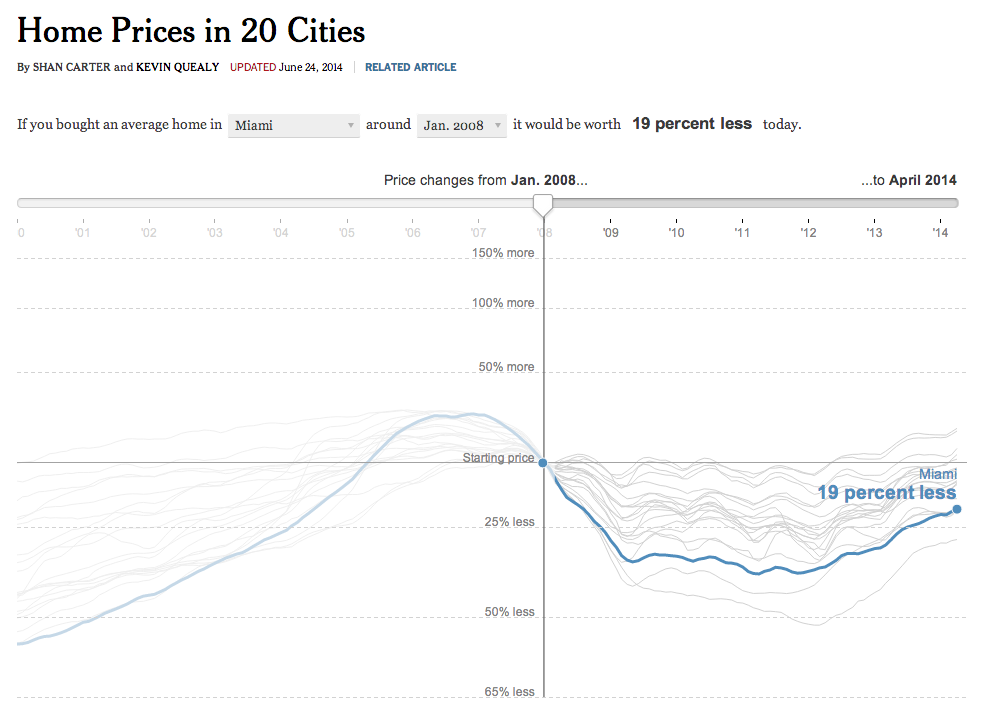 Home Prices in 20 Cities
By SHAN CARTER and KEVIN QUEALY UPDATED June 24, 2014 RELATED ARTICLE
If you bought an average home in Miami around Jan. 2008 it would be worth 19 percent less today.
Price changes from Jan. 2008... ...to April 2014
0 '01 '02 '03 '04 '05 '06 '07 '08 '09 '10 '11 '12 '13 '14
150% more
100% more
50% more
Starting price
Miami
19 percent less
25% less
50% less
65% less